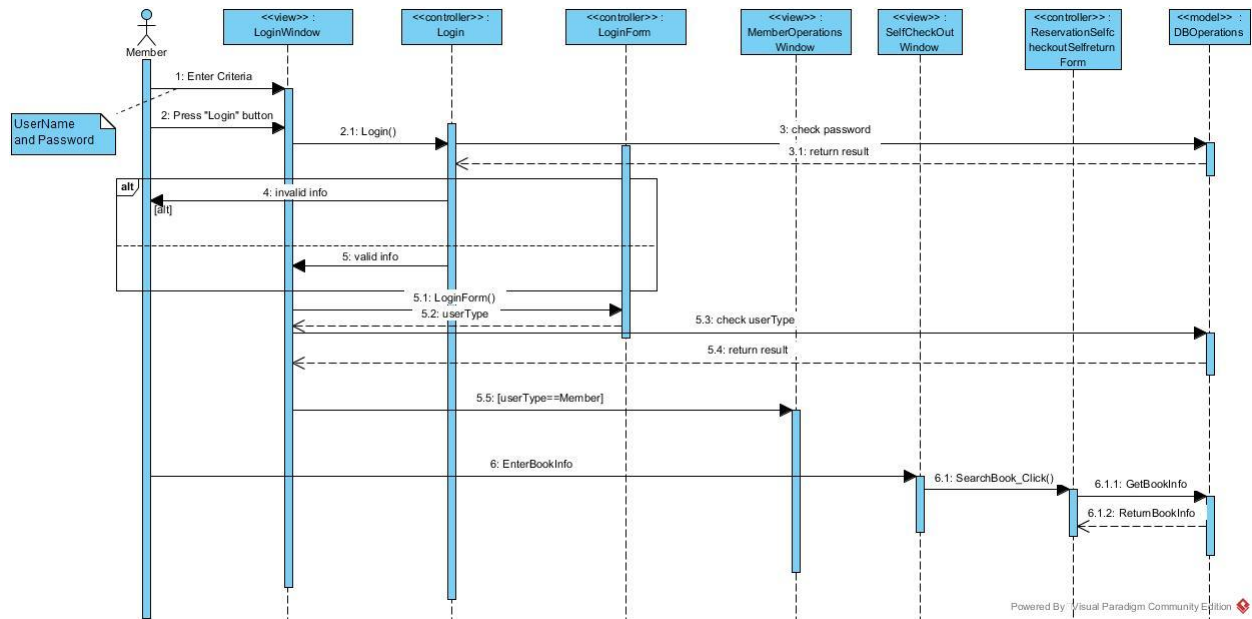 <<view>> :
LoginWindow
<<controller>> :
Login
<<controller>> :
LoginForm
<<view>> :
MemberOperations
Window
<<view>> :
SelfCheckOut
Window
<<controller>> :
ReservationSelfc
heckoutSelfreturn
Form
<<model>> :
DBOperations
Member
1: Enter Criteria
2: Press "Login" button
UserName
and Password
2.1: Login()
3: check password
3.1: return result
alt
4: invalid info
[alt]
5: valid info
5.1: LoginForm()
5.2: userType
5.3: check userType
5.4: return result
5.5: [userType==Member]
6: EnterBookInfo
6.1: SearchBook_Click()
6.1.1: GetBookInfo
6.1.2: ReturnBookInfo
Powered By Visual Paradigm Community Edition